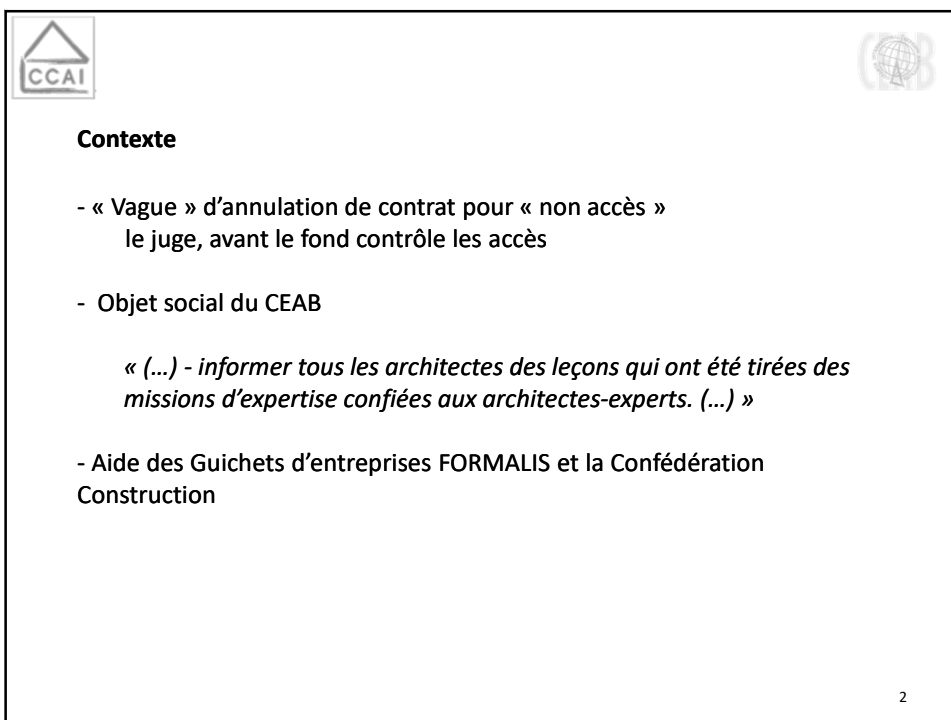 CCAI
CEAB
Contexte
- « Vague » d’annulation de contrat pour « non accès »
le juge, avant le fond contrôle les accès
- Objet social du CEAB
« (…) - informer tous les architectes des leçons qui ont été tirées des
missions d’expertise confiées aux architectes-experts. (…) »
- Aide des Guichets d’entreprises FORMALIS et la Confédération
Construction
2